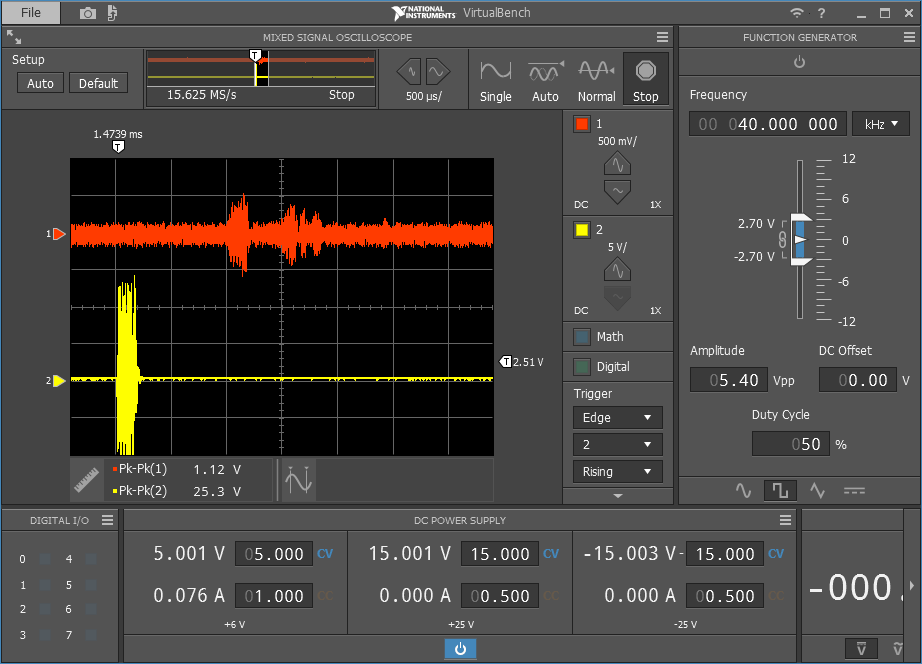 File
NATIONAL INSTRUMENTS VirtualBench
?
MIXED SIGNAL OSCILLOSCOPE
FUNCTION GENERATOR
Setup
Auto Default
T
15.625 MS/s Stop
500 µs/
Single Auto Normal Stop
Frequency
00 040.000 000 kHz
1.4739 ms
T
1
500 mV/
DC 1X
2
5 V/
DC 1X
1
2
T 2.51 V
Math
Digital
Trigger
Edge
2
Rising
Pk-Pk(1) 1.12 V
Pk-Pk(2) 25.3 V
12
6
2.70 V
0
-2.70 V
-6
-12
Amplitude DC Offset
05.40 Vpp 00.00 V
Duty Cycle
050 %
DIGITAL I/O
0 4
1 5
2 6
3 7
DC POWER SUPPLY
5.001 V 05.000 CV 15.001 V 15.000 CV -15.003 V - 15.000 CV
0.076 A 01.000 CC 0.000 A 00.500 CC 0.000 A 00.500 CC
+6 V +25 V -25 V
-000.
V V